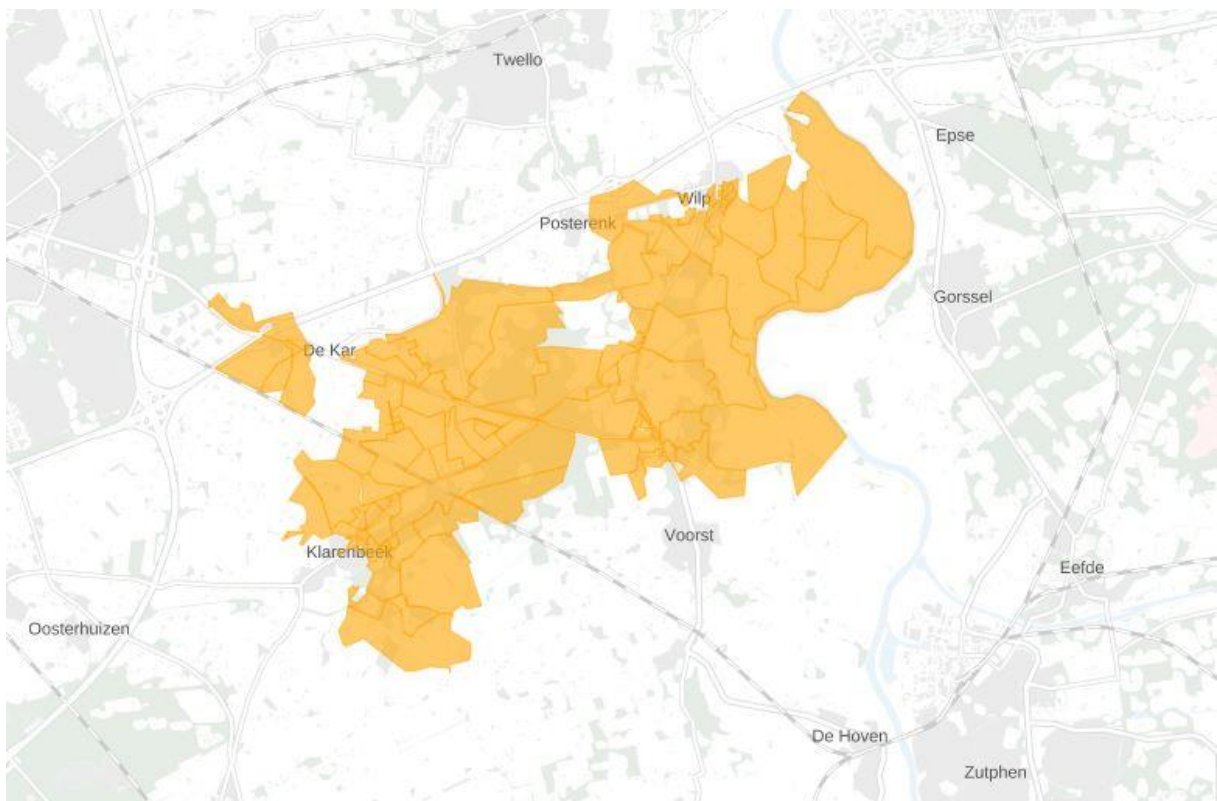 Twello
Epse
Wilp
Posterenk
Gorssel
De Kar
Voorst
Klarenbeek
Eefde
Oosterhuizen
De Hoven
Zutphen